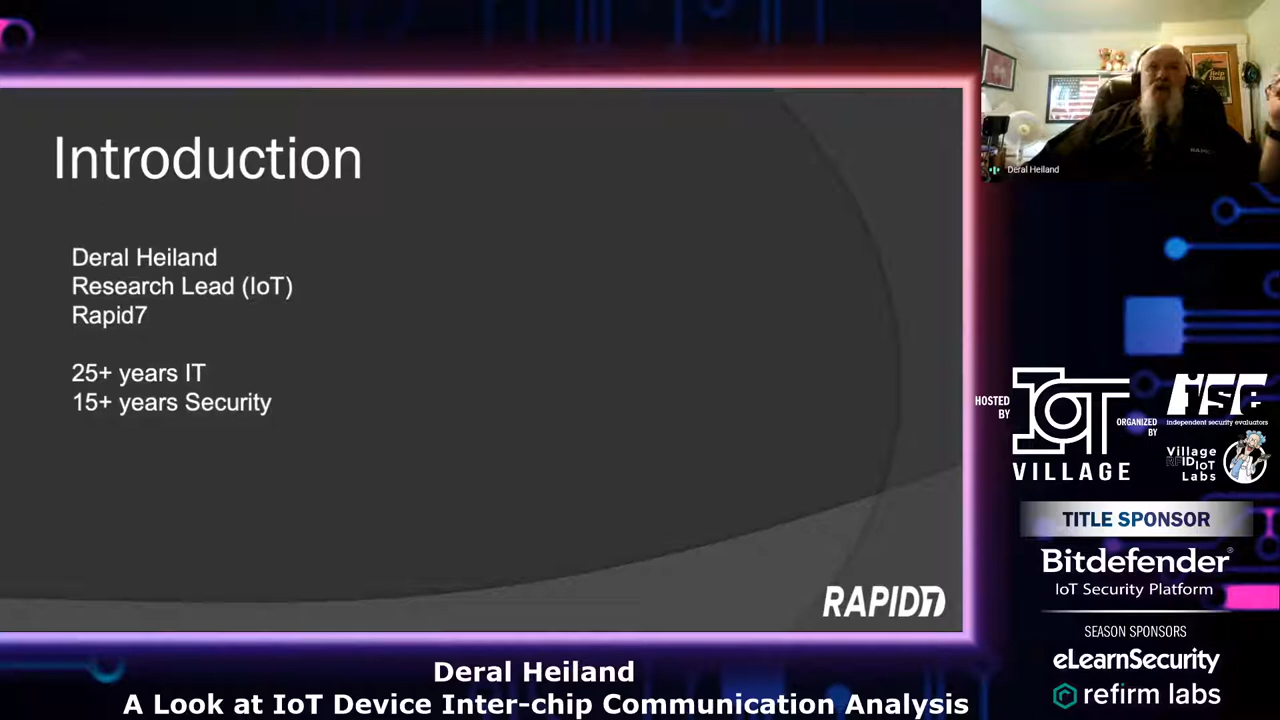 Introduction
Deral Heiland
Research Lead (IoT)
Rapid7
25+ years IT
15+ years Security
RAPID7
Deral Heiland
HOSTED
BY
IoT
VILLAGE
ORGANIZED
BY
ise
independent security evaluators
Village
RFID IoT
Labs
TITLE SPONSOR
Bitdefender®
IoT Security Platform
SEASON SPONSORS
eLearnSecurity
refirm labs
Deral Heiland
A Look at IoT Device Inter-chip Communication Analysis